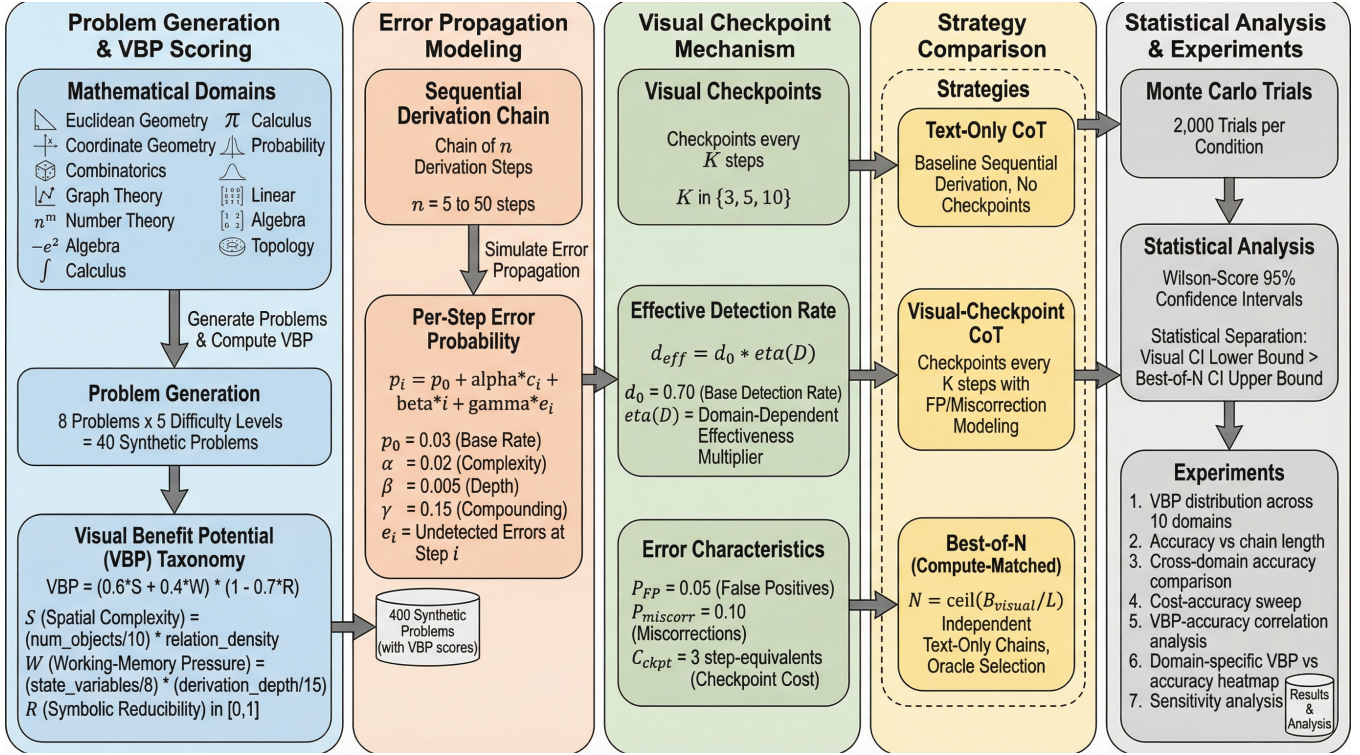 Problem Generation
& VBP Scoring
Mathematical Domains
Euclidean Geometry
π Calculus
Coordinate Geometry
Probability
Combinatorics
Graph Theory
Linear
nᵐ Number Theory
Algebra
−e² Algebra
Topology
∫ Calculus
Generate Problems
& Compute VBP
Problem Generation
8 Problems x 5 Difficulty Levels
= 40 Synthetic Problems
Visual Benefit Potential
(VBP) Taxonomy
VBP = (0.6*S + 0.4*W) * (1 - 0.7*R)
S (Spatial Complexity) =
(num_objects/10) * relation_density
W (Working-Memory Pressure) =
(state_variables/8) * (derivation_depth/15)
R (Symbolic Reducibility) in [0,1]
Error Propagation
Modeling
Sequential
Derivation Chain
Chain of n
Derivation Steps
n = 5 to 50 steps
Simulate Error
Propagation
Per-Step Error
Probability
pᵢ = p₀ + alpha*cᵢ +
beta*i + gamma*eᵢ
p₀ = 0.03 (Base Rate)
α = 0.02 (Complexity)
β = 0.005 (Depth)
γ = 0.15 (Compounding)
eᵢ = Undetected Errors at
Step i
400 Synthetic
Problems
(with VBP scores)
Visual Checkpoint
Mechanism
Visual Checkpoints
Checkpoints every
K steps
K in {3, 5, 10}
Effective Detection Rate
d_eff = d₀ * eta(D)
d₀ = 0.70 (Base Detection Rate)
eta(D) = Domain-Dependent
Effectiveness
Multiplier
Error Characteristics
P_FP = 0.05 (False Positives)
P_miscorr = 0.10
(Miscorrections)
C_ckpt = 3 step-equivalents
(Checkpoint Cost)
Strategy
Comparison
Strategies
Text-Only CoT
Baseline Sequential
Derivation, No
Checkpoints
Visual-Checkpoint
CoT
Checkpoints every
K steps with
FP/Miscorrection
Modeling
Best-of-N
(Compute-Matched)
N = ceil(B_visual/L)
Independent
Text-Only Chains,
Oracle Selection
Statistical Analysis
& Experiments
Monte Carlo Trials
2,000 Trials per
Condition
Statistical Analysis
Wilson-Score 95%
Confidence Intervals
Statistical Separation:
Visual CI Lower Bound >
Best-of-N CI Upper Bound
Experiments
1. VBP distribution across
10 domains
2. Accuracy vs chain length
3. Cross-domain accuracy
comparison
4. Cost-accuracy sweep
5. VBP-accuracy correlation
analysis
6. Domain-specific VBP vs
accuracy heatmap
7. Sensitivity analysis
Results
&
Analysis